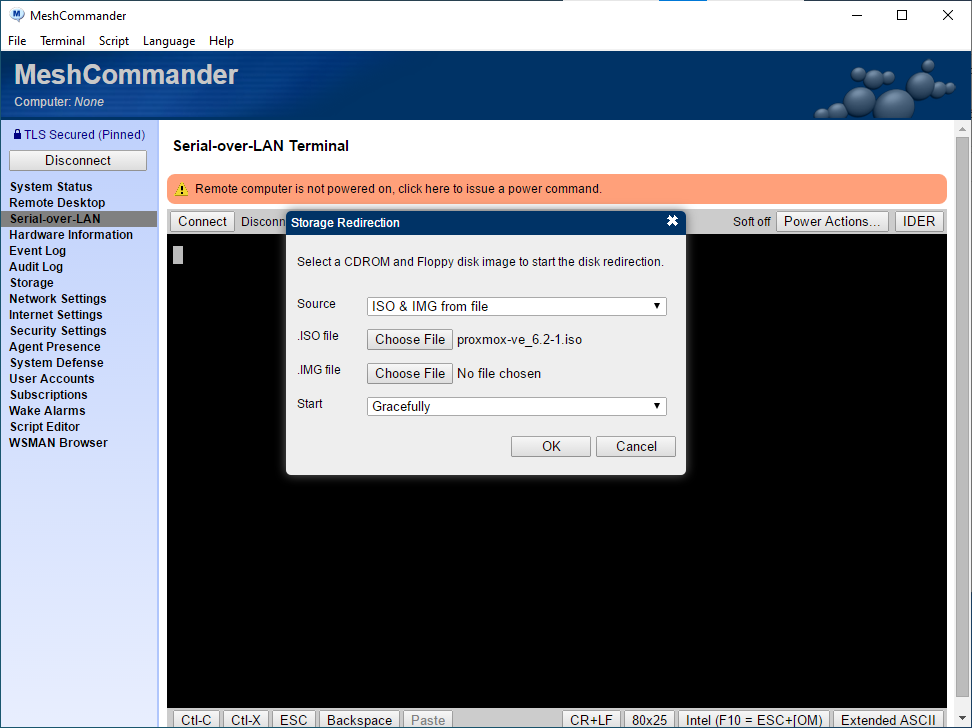 MeshCommander
File Terminal Script Language Help
MeshCommander
Computer: None
TLS Secured (Pinned)
Disconnect
System Status
Remote Desktop
Serial-over-LAN
Hardware Information
Event Log
Audit Log
Storage
Network Settings
Internet Settings
Security Settings
Agent Presence
System Defense
User Accounts
Subscriptions
Wake Alarms
Script Editor
WSMAN Browser
Serial-over-LAN Terminal
Remote computer is not powered on, click here to issue a power command.
Connect Disconn Soft off Power Actions... IDER
Storage Redirection
Select a CDROM and Floppy disk image to start the disk redirection.
Source ISO & IMG from file
.ISO file Choose File proxmox-ve_6.2-1.iso
.IMG file Choose File No file chosen
Start Gracefully
OK Cancel
Ctl-C Ctl-X ESC Backspace Paste CR+LF 80x25 Intel (F10 = ESC+[OM) Extended ASCII